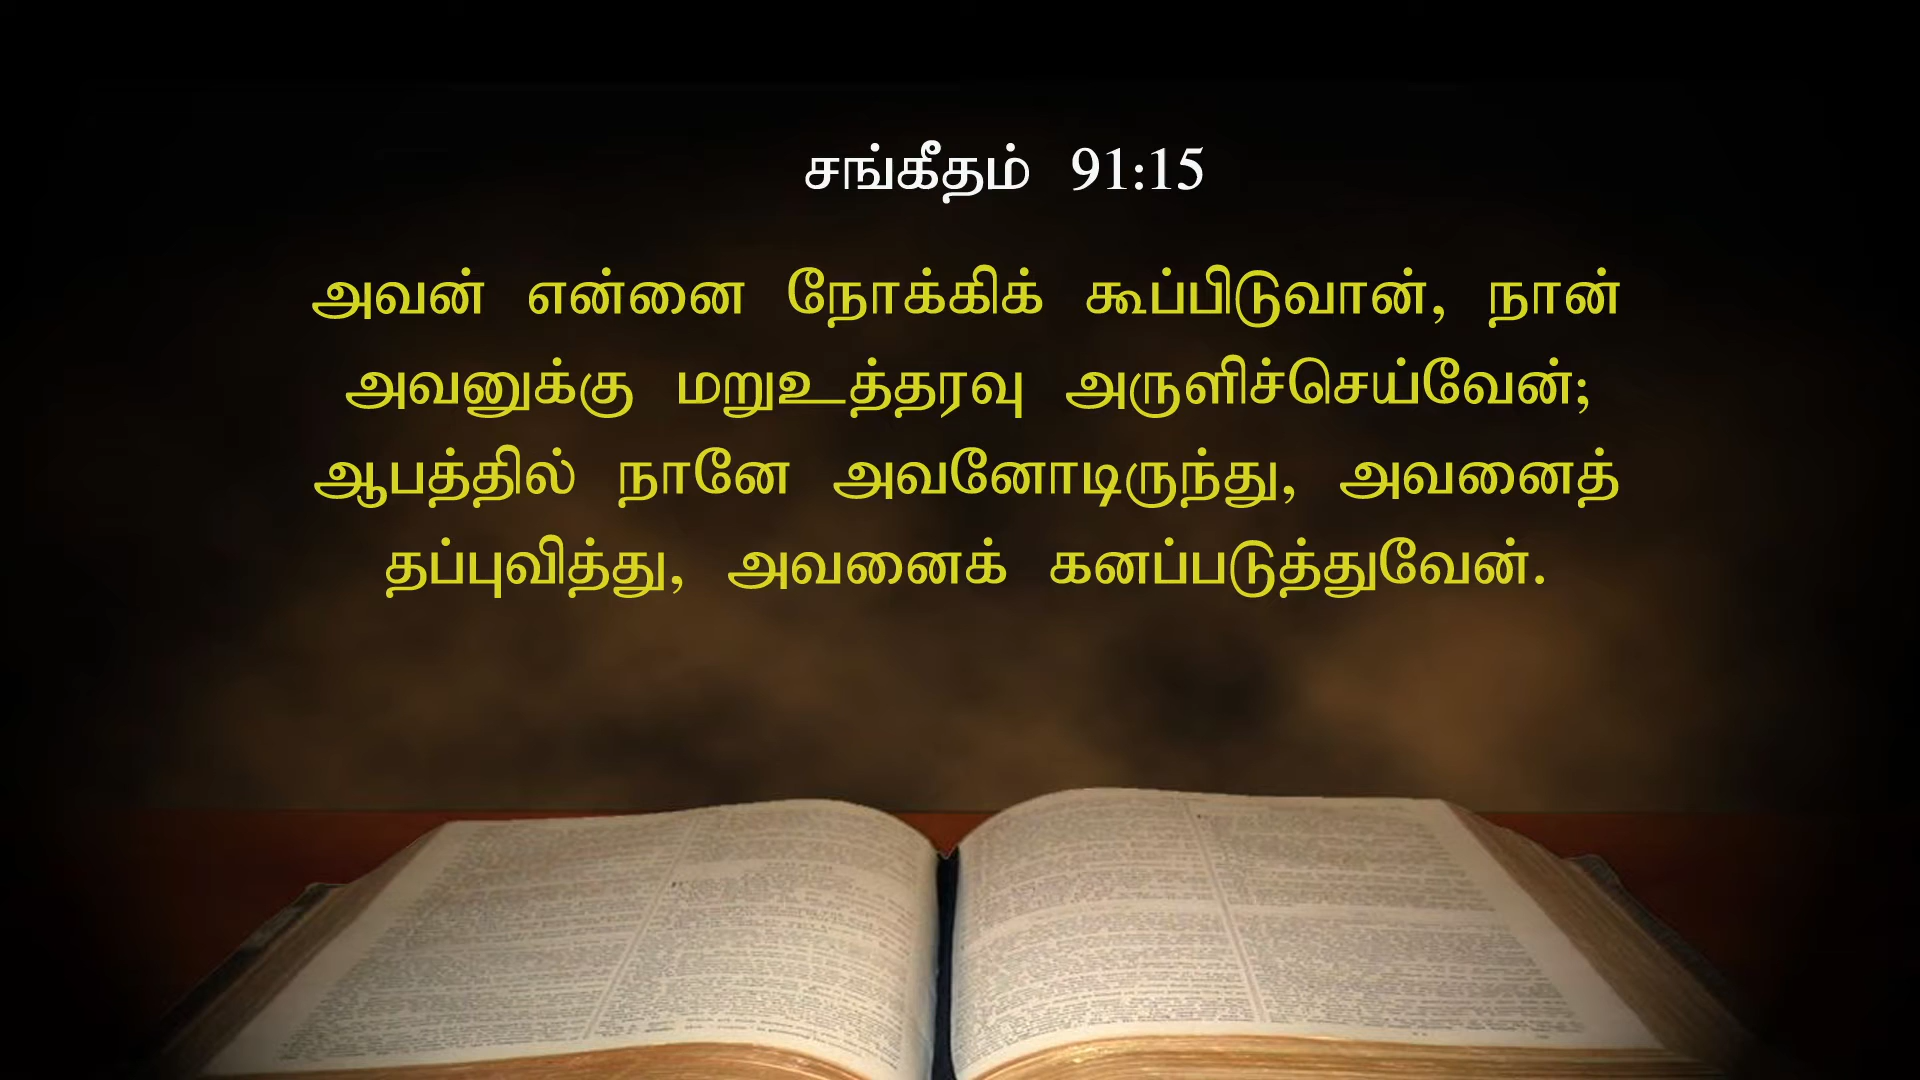 சங்கீதம் 91:15
அவன் என்னை நோக்கிக் கூப்பிடுவான், நான்
அவனுக்கு மறுஉத்தரவு அருளிச்செய்வேன்;
ஆபத்தில் நானே அவனோடிருந்து, அவனைத்
தப்புவித்து, அவனைக் கனப்படுத்துவேன்.